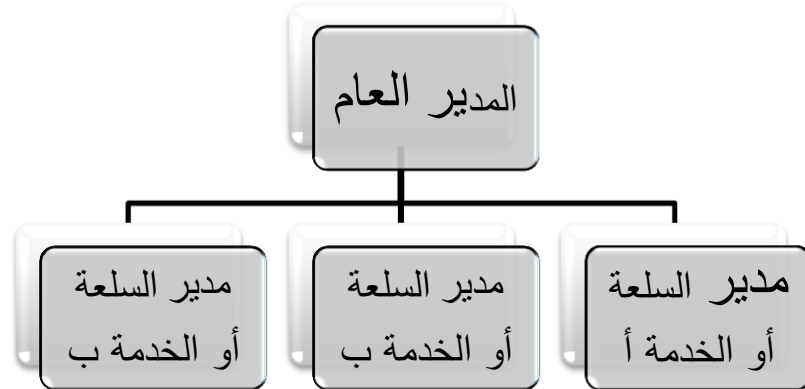 المدير العام
مدير السلعة
أو الخدمة أ
مدير السلعة
أو الخدمة ب
مدير السلعة
أو الخدمة ب